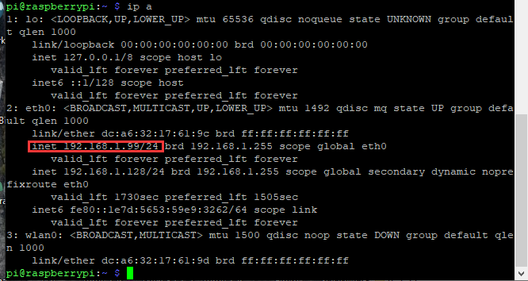 pi@raspberrypi:~ $ ip a
1: lo: <LOOPBACK,UP,LOWER_UP> mtu 65536 qdisc noqueue state UNKNOWN group defaul
t qlen 1000
link/loopback 00:00:00:00:00:00 brd 00:00:00:00:00:00
inet 127.0.0.1/8 scope host lo
valid_lft forever preferred_lft forever
inet6 ::1/128 scope host
valid_lft forever preferred_lft forever
2: eth0: <BROADCAST,MULTICAST,UP,LOWER_UP> mtu 1492 qdisc mq state UP group defa
ult qlen 1000
link/ether dc:a6:32:17:61:9c brd ff:ff:ff:ff:ff:ff
inet 192.168.1.99/24 brd 192.168.1.255 scope global eth0
valid_lft forever preferred_lft forever
inet 192.168.1.128/24 brd 192.168.1.255 scope global secondary dynamic nopre
fixroute eth0
valid_lft 1730sec preferred_lft 1505sec
inet6 fe80::1e7d:5653:59e9:3262/64 scope link
valid_lft forever preferred_lft forever
3: wlan0: <BROADCAST,MULTICAST> mtu 1500 qdisc noop state DOWN group default qle
n 1000
link/ether dc:a6:32:17:61:9d brd ff:ff:ff:ff:ff:ff
pi@raspberrypi:~ $